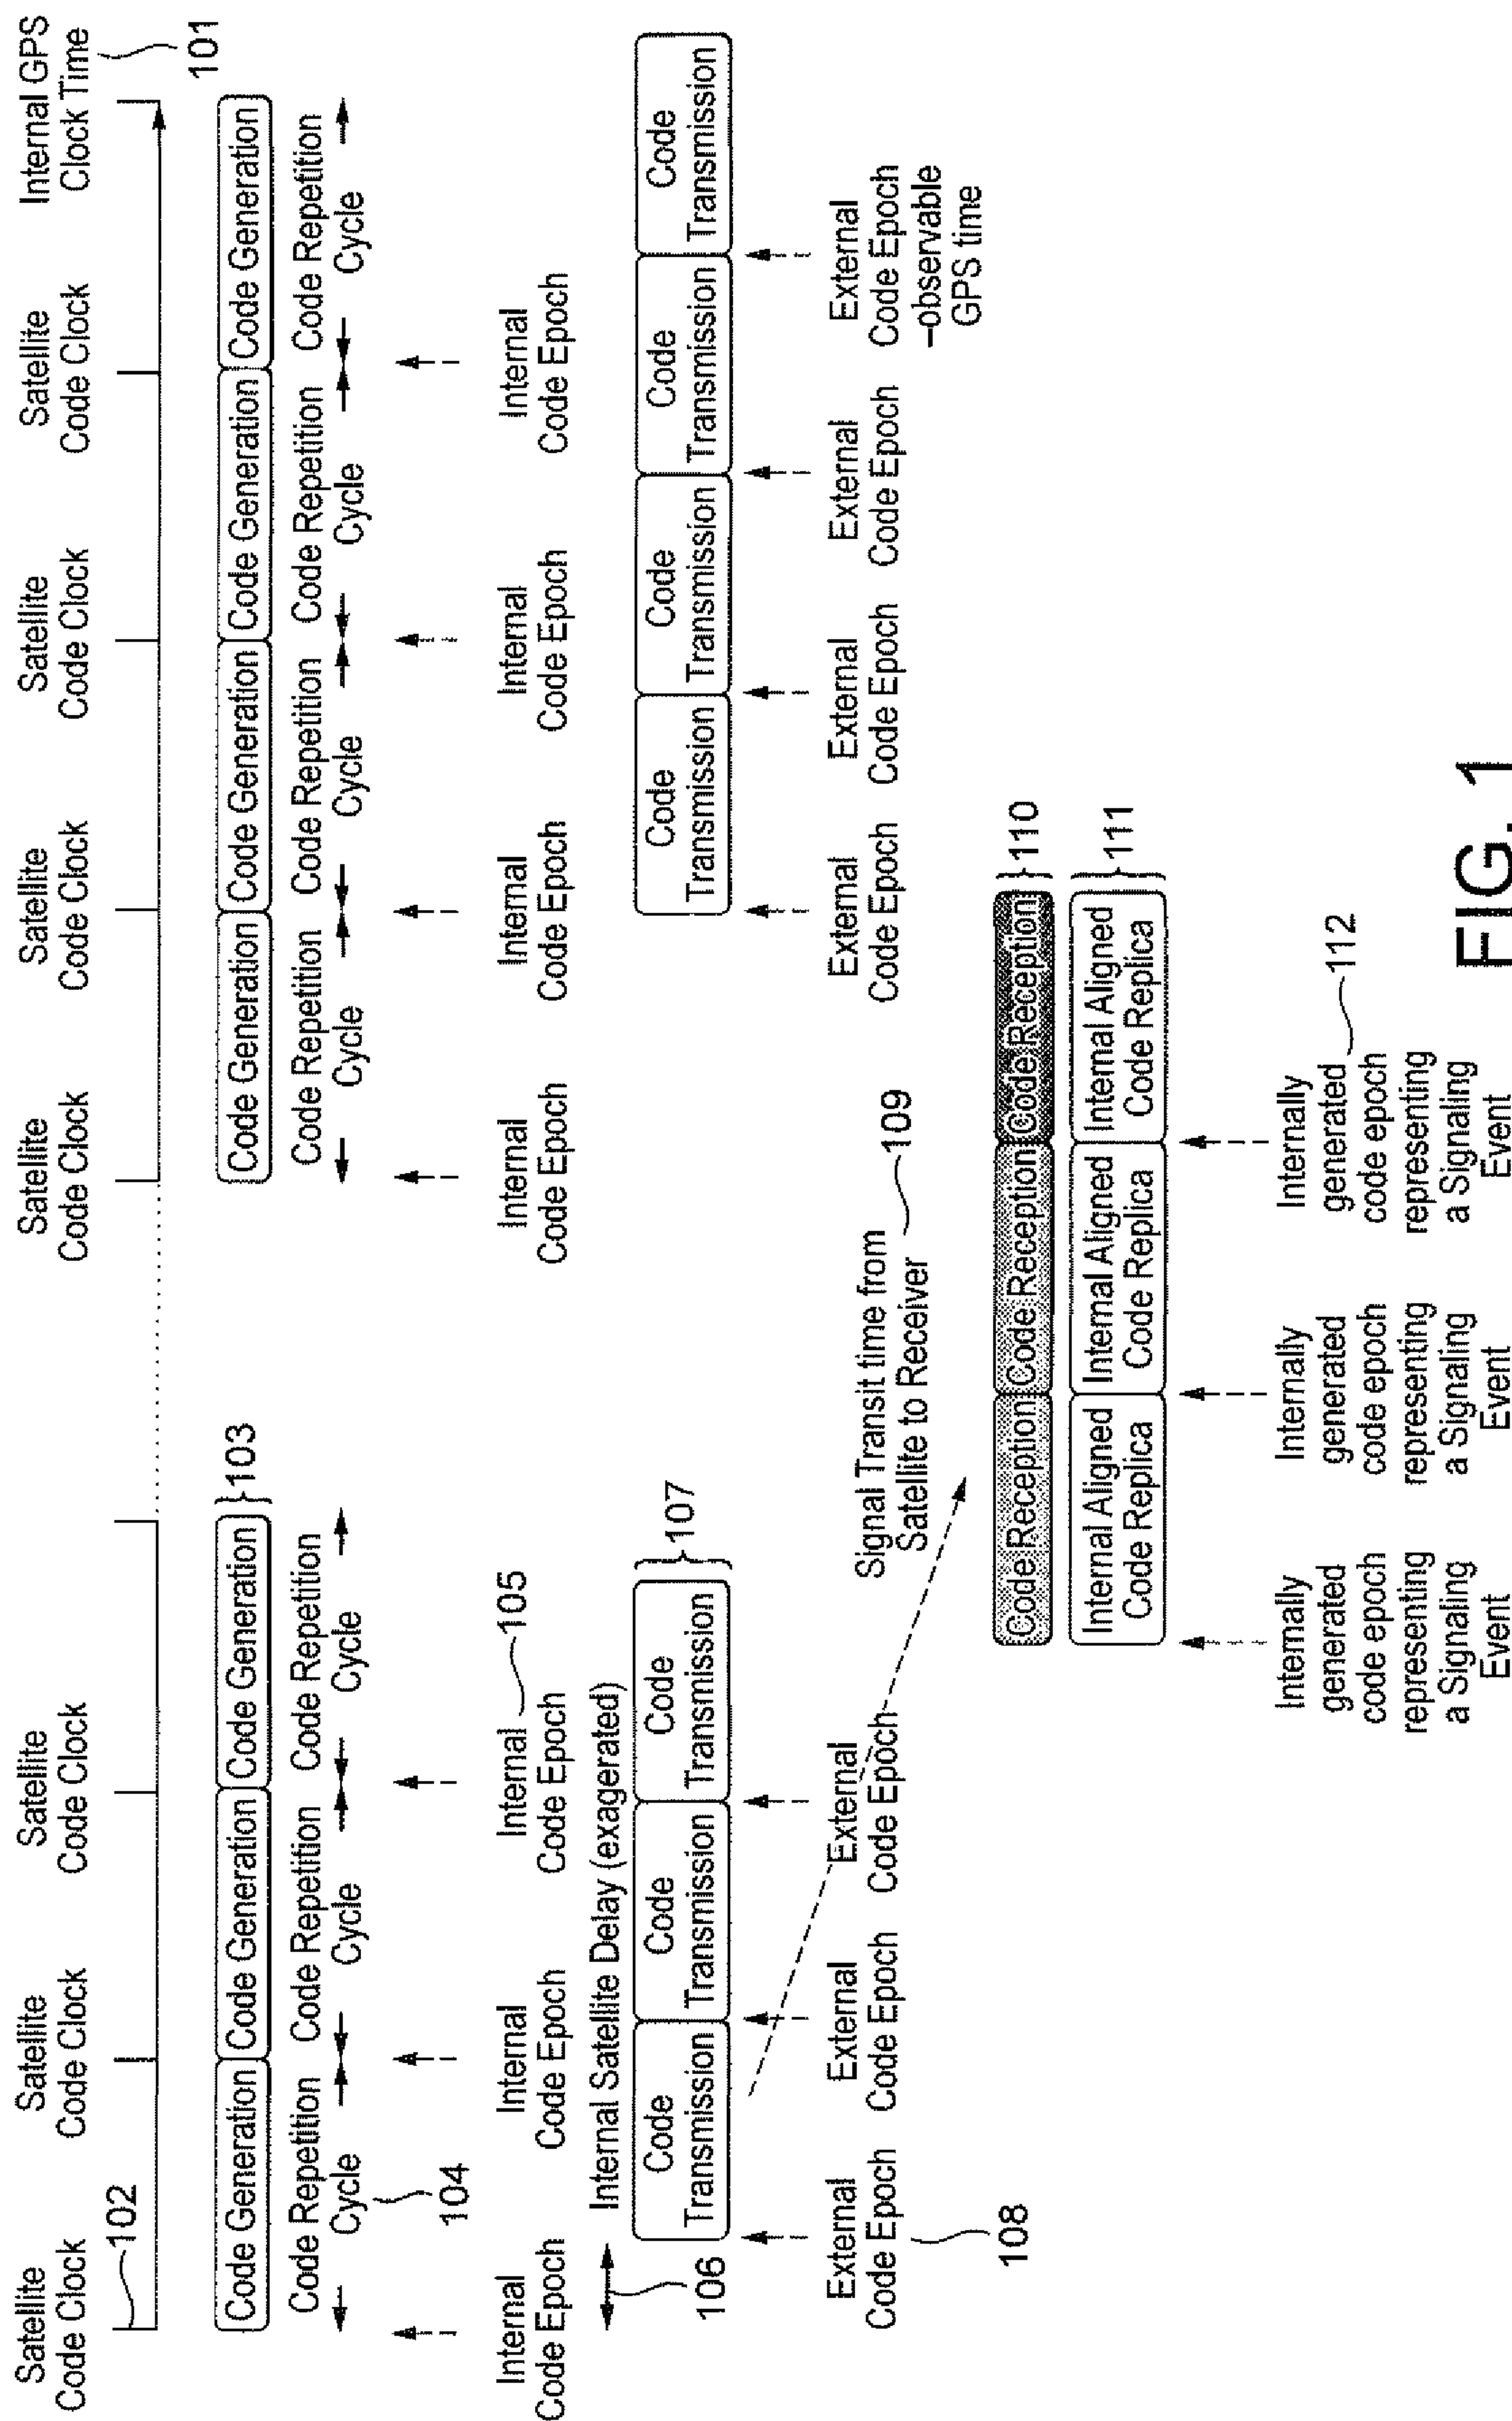 Satellite
Code Clock
Satellite
Code Clock
Satellite
Code Clock
Satellite
Code Clock
Satellite
Code Clock
Satellite
Code Clock
Satellite
Code Clock
Internal GPS
Clock Time
101
102
Code Generation
Code Generation
Code Generation
103
Code Generation
Code Generation
Code Generation
Code Generation
Code Repetition
Cycle
Code Repetition
Cycle
Code Repetition
Cycle
Code Repetition
Cycle
Code Repetition
Cycle
Code Repetition
Cycle
Code Repetition
Cycle
104
Internal
Code Epoch
Internal
Code Epoch
Internal
Code Epoch
105
Internal
Code Epoch
Internal
Code Epoch
Internal
Code Epoch
Internal
Code Epoch
Internal Satellite Delay (exagerated)
106
Code
Transmission
Code
Transmission
Code
Transmission
107
Code
Transmission
Code
Transmission
Code
Transmission
Code
Transmission
External
Code Epoch
108
External
Code Epoch
External
Code Epoch
External
Code Epoch
External
Code Epoch
External
Code Epoch
External
Code Epoch
–observable
GPS time
Signal Transit time from
Satellite to Receiver
109
Code Reception
Code Reception
Code Reception
110
Internal Aligned
Code Replica
Internal Aligned
Code Replica
Internal Aligned
Code Replica
111
Internally
generated
code epoch
representing
a Signaling
Event
Internally
generated
code epoch
representing
a Signaling
Event
Internally
generated
code epoch
representing
a Signaling
Event
112
FIG. 1